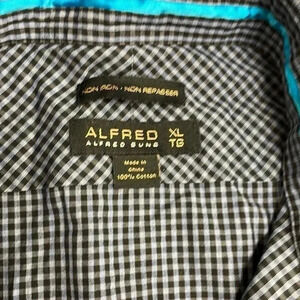 NON IRON • NON REPASSER
ALFRED XL
ALFRED SUNG TG
Made in
China
100% Cotton